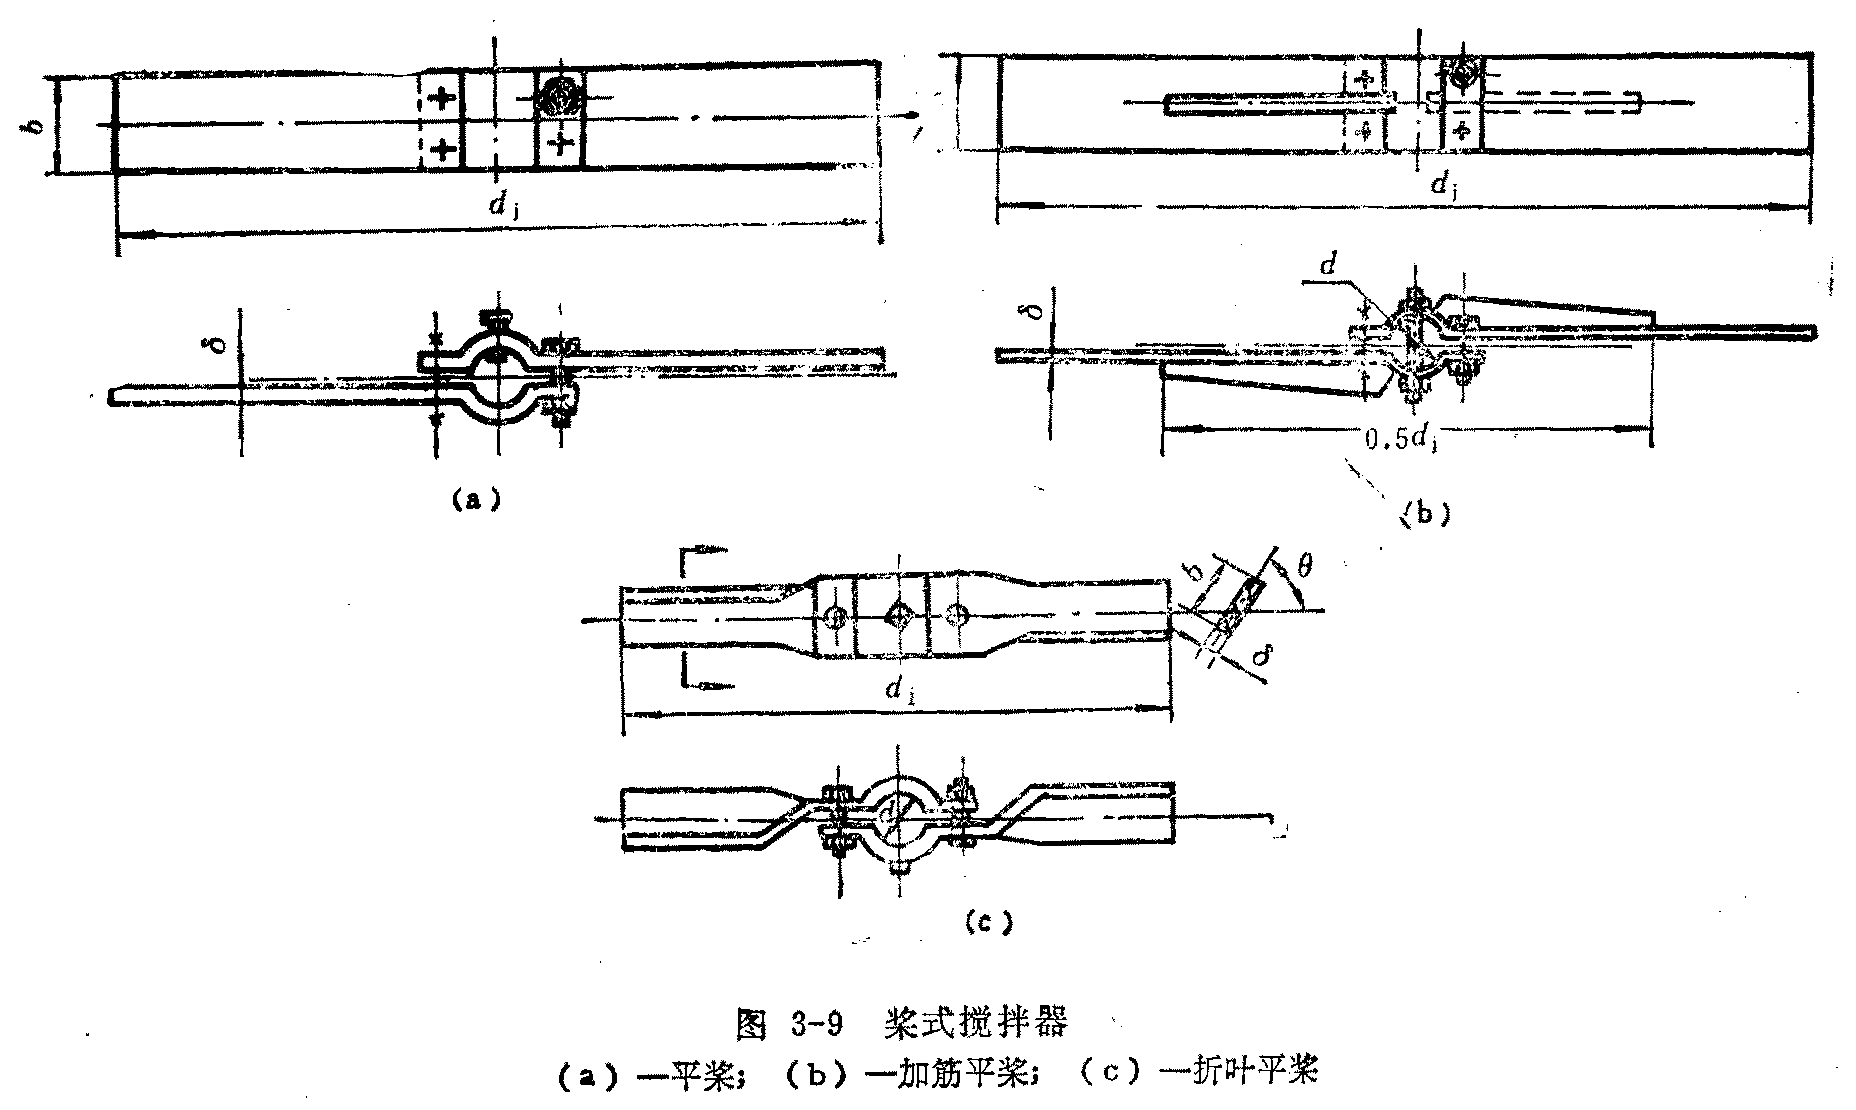 b
d_j
δ
(a)
d_j
d
δ
0.5d_j
(b)
b
θ
δ
d_j
d
(c)
图 3-9 桨式搅拌器
(a)—平桨; (b)—加筋平桨; (c)—折叶平桨